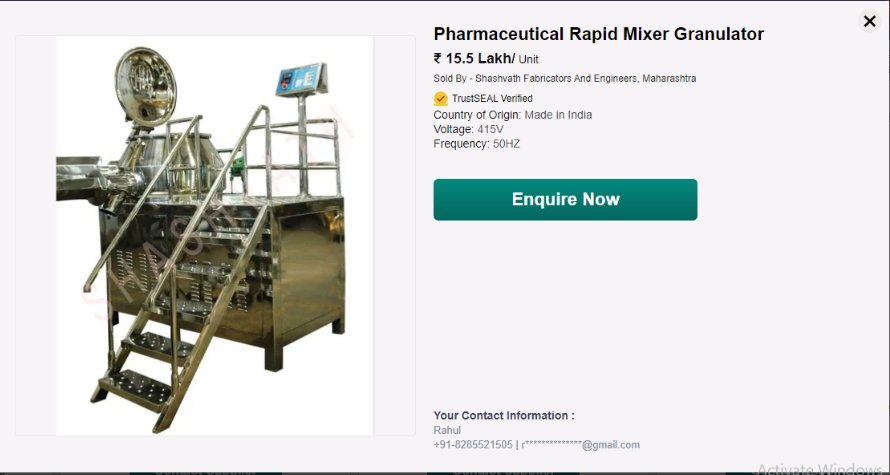 Pharmaceutical Rapid Mixer Granulator
₹ 15.5 Lakh/ Unit
Sold By - Shashvath Fabricators And Engineers, Maharashtra
TrustSEAL Verified
Country of Origin: Made in India
Voltage: 415V
Frequency: 50HZ
Enquire Now
SHASHVATH
Your Contact Information :
Rahul
+91-8285521505 | r**************@gmail.com
Activate Windows